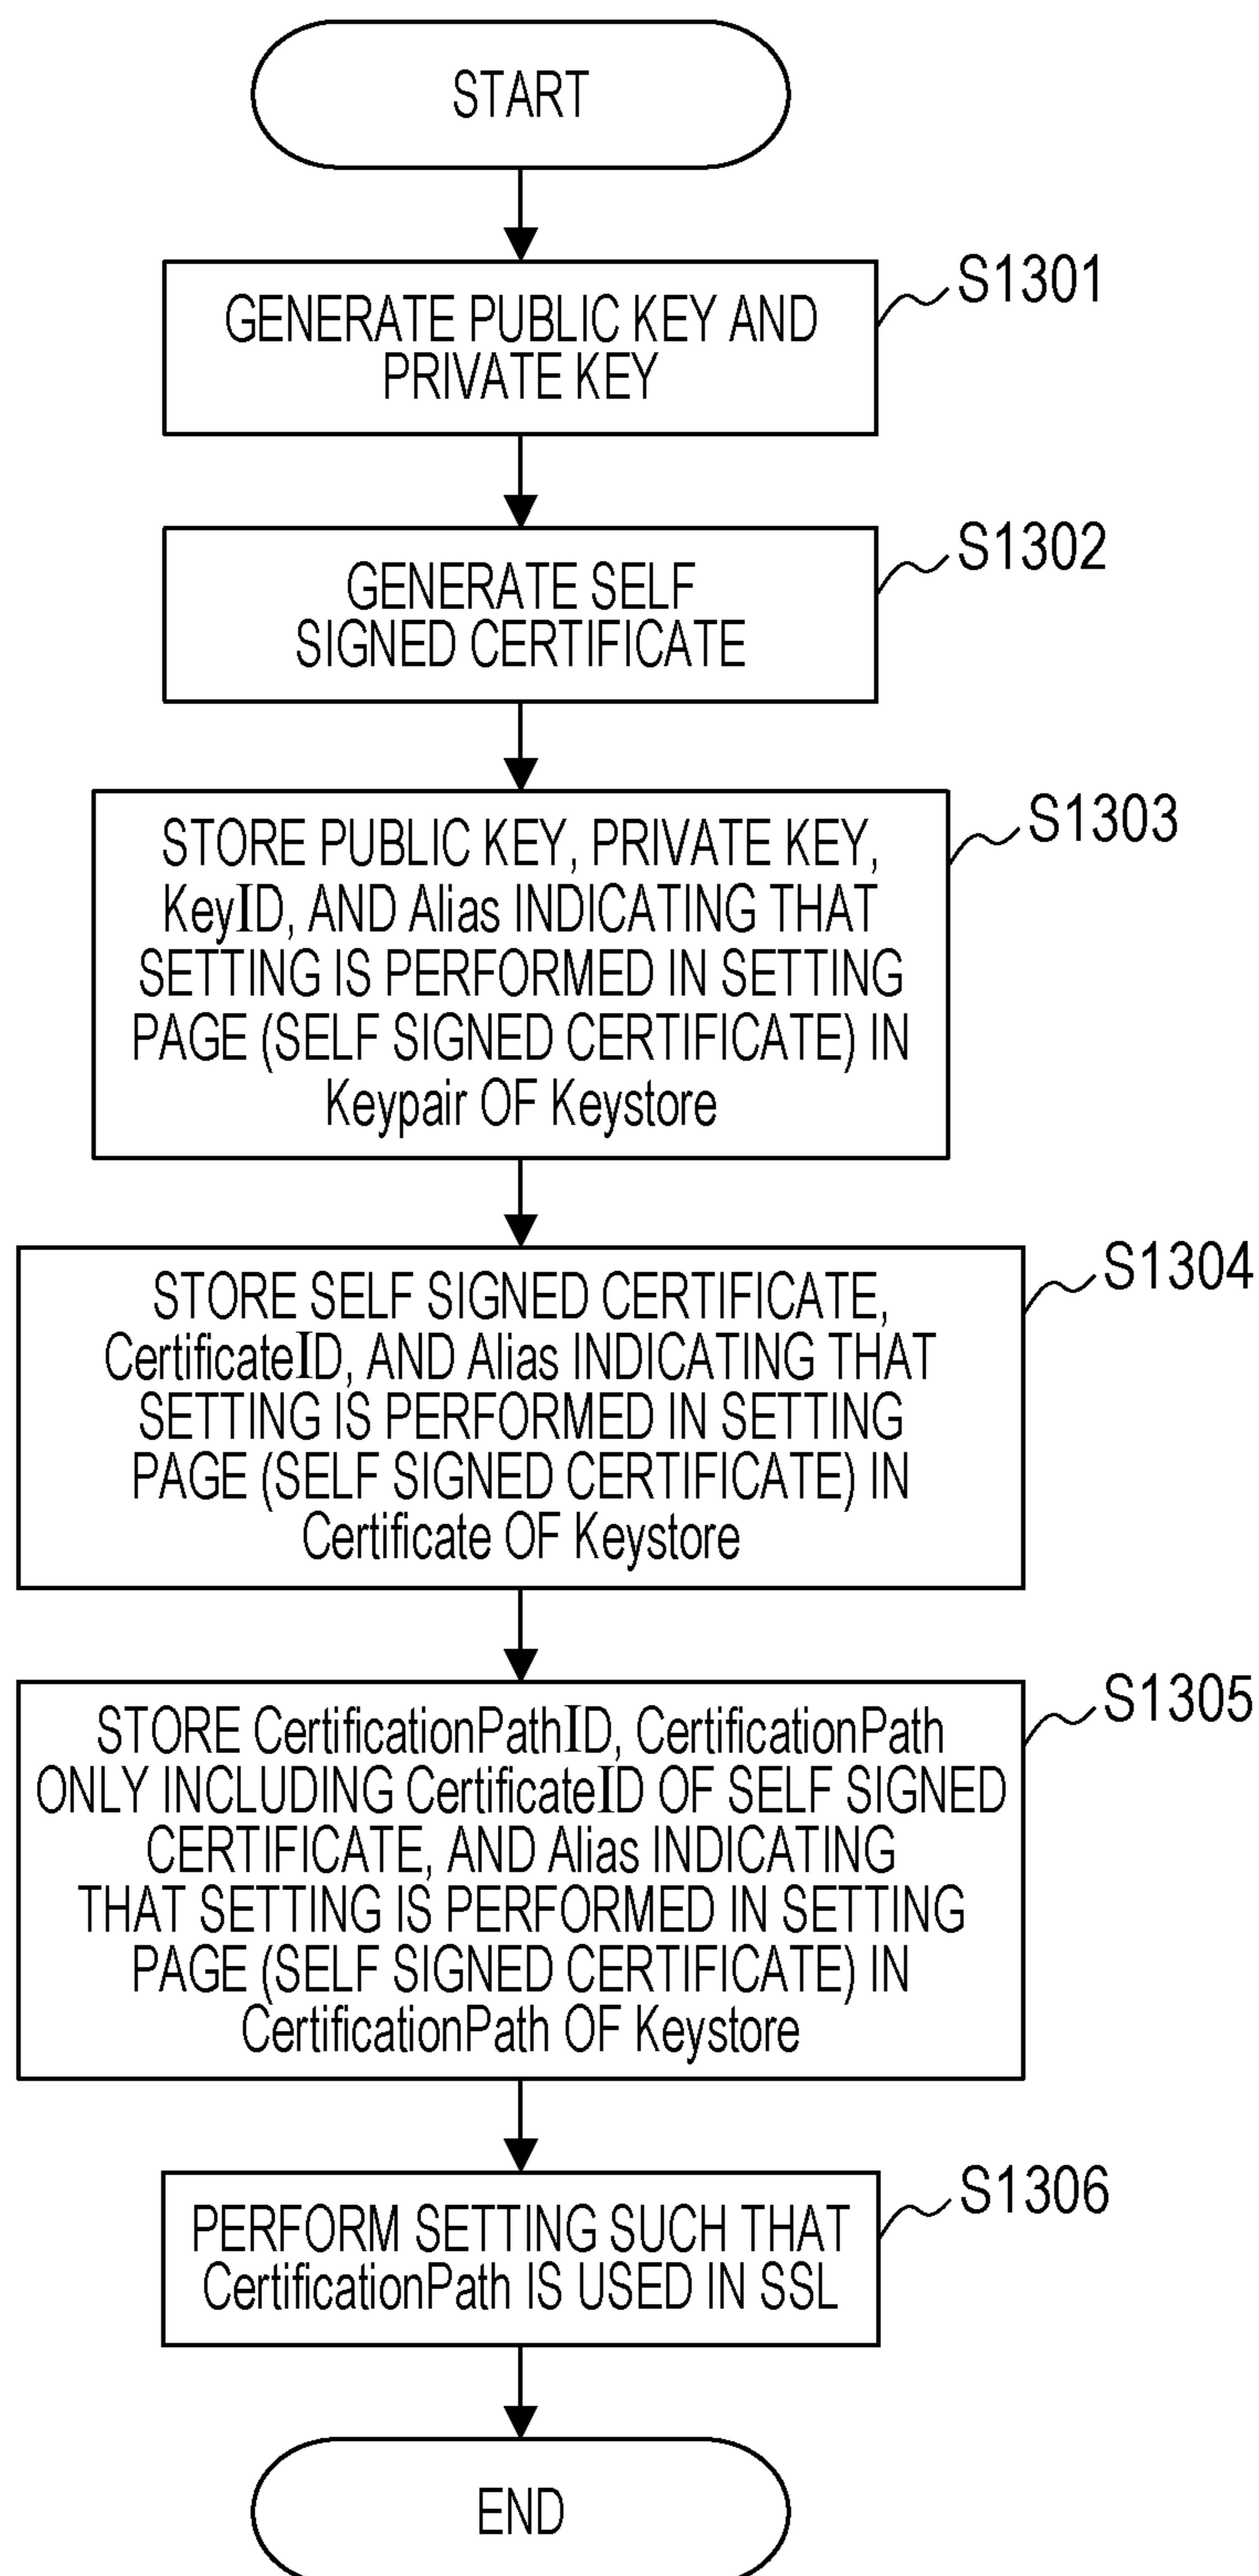 START
S1301
GENERATE PUBLIC KEY AND
PRIVATE KEY
S1302
GENERATE SELF
SIGNED CERTIFICATE
S1303
STORE PUBLIC KEY, PRIVATE KEY,
KeyID, AND Alias INDICATING THAT
SETTING IS PERFORMED IN SETTING
PAGE (SELF SIGNED CERTIFICATE) IN
Keypair OF Keystore
S1304
STORE SELF SIGNED CERTIFICATE,
CertificateID, AND Alias INDICATING THAT
SETTING IS PERFORMED IN SETTING
PAGE (SELF SIGNED CERTIFICATE) IN
Certificate OF Keystore
S1305
STORE CertificationPathID, CertificationPath
ONLY INCLUDING CertificateID OF SELF SIGNED
CERTIFICATE, AND Alias INDICATING
THAT SETTING IS PERFORMED IN SETTING
PAGE (SELF SIGNED CERTIFICATE) IN
CertificationPath OF Keystore
S1306
PERFORM SETTING SUCH THAT
CertificationPath IS USED IN SSL
END